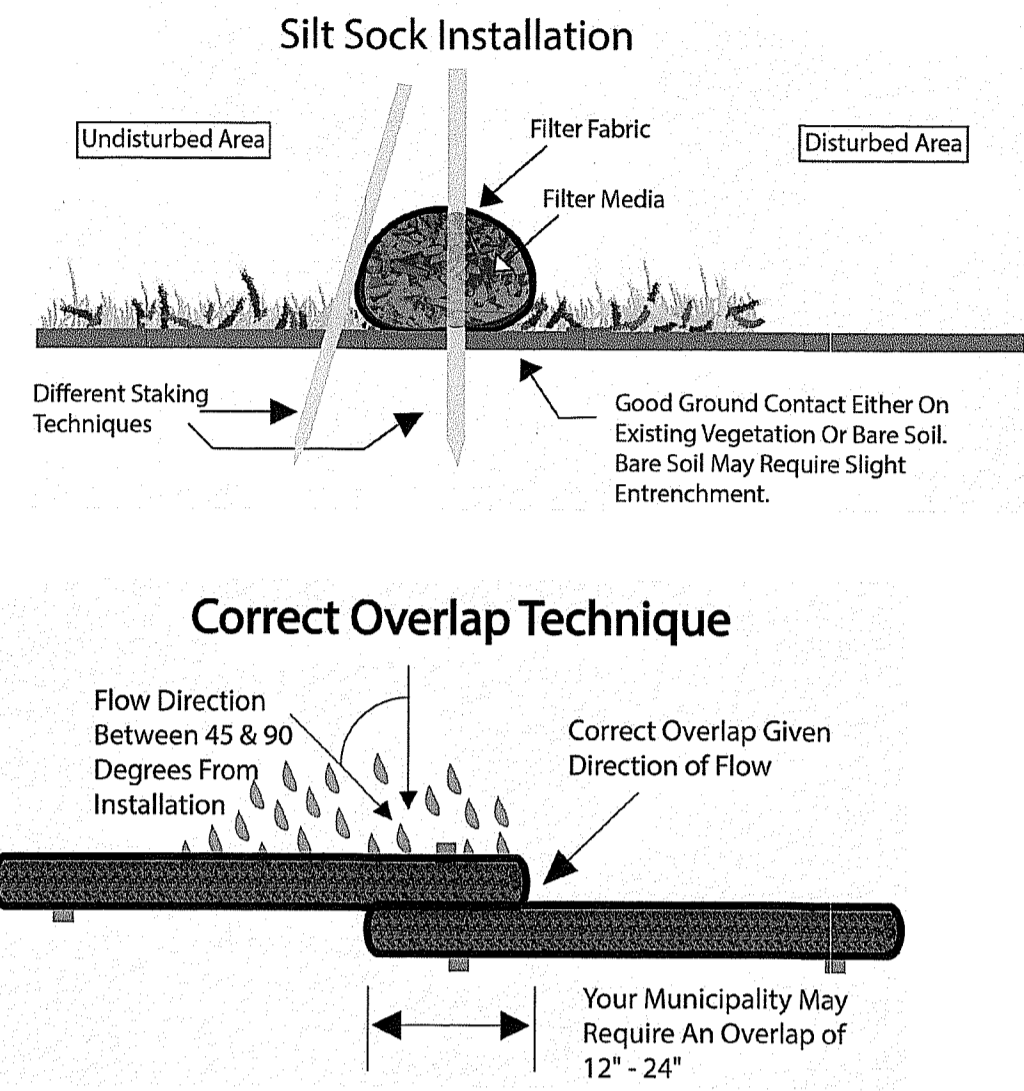 Silt Sock Installation
Undisturbed Area
Filter Fabric
Disturbed Area
Filter Media
Different Staking
Techniques
Good Ground Contact Either On
Existing Vegetation Or Bare Soil.
Bare Soil May Require Slight
Entrenchment.
Correct Overlap Technique
Flow Direction
Between 45 & 90
Degrees From
Installation
Correct Overlap Given
Direction of Flow
Your Municipality May
Require An Overlap of
12" - 24"